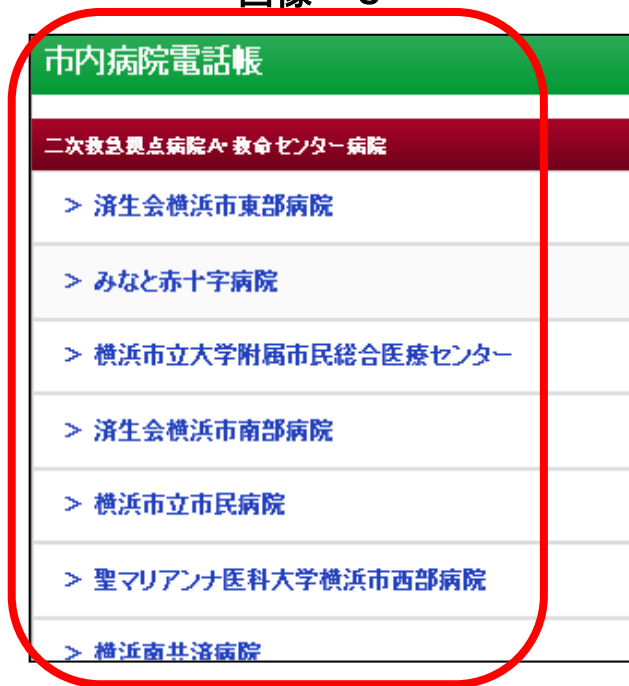 市内病院電話帳
二次救急拠点病院A・救命センター病院
> 済生会横浜市東部病院
> みなと赤十字病院
> 横浜市立大学附属市民総合医療センター
> 済生会横浜市南部病院
> 横浜市立市民病院
> 聖マリアンナ医科大学横浜市西部病院
> 横浜南共済病院